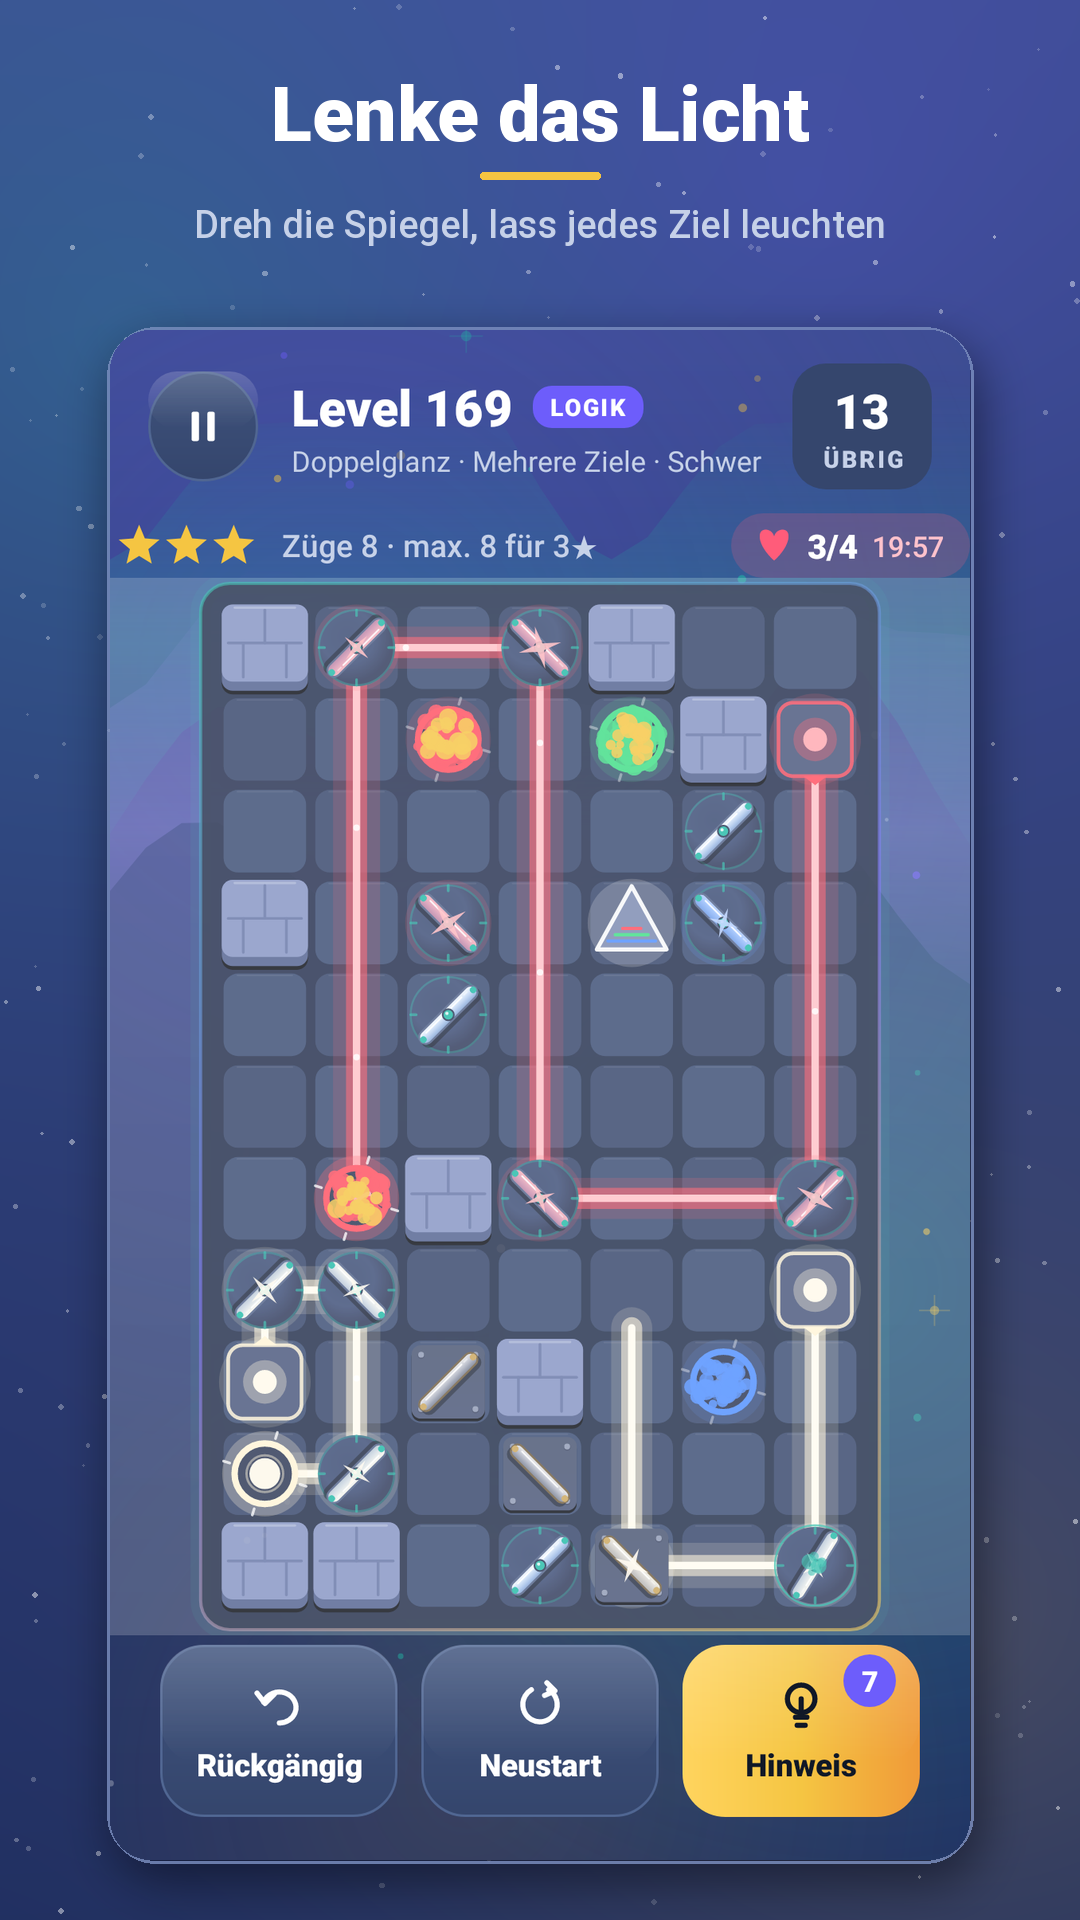 Lenke das Licht
Dreh die Spiegel, lass jedes Ziel leuchten
Level 169 LOGIK
Doppelglanz · Mehrere Ziele · Schwer
13
ÜBRIG
Züge 8 · max. 8 für 3★
3/4 19:57
7
Rückgängig
Neustart
Hinweis